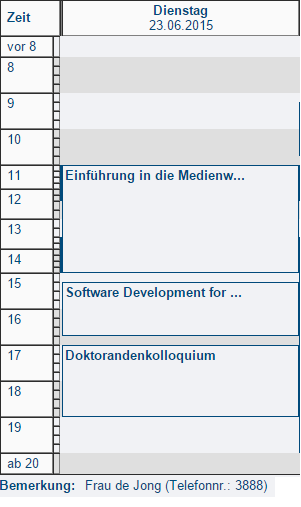 Zeit
Dienstag
23.06.2015
vor 8
8
9
10
11
Einführung in die Medienw...
12
13
14
15
Software Development for ...
16
17
Doktorandenkolloquium
18
19
ab 20
Bemerkung: Frau de Jong (Telefonnr.: 3888)